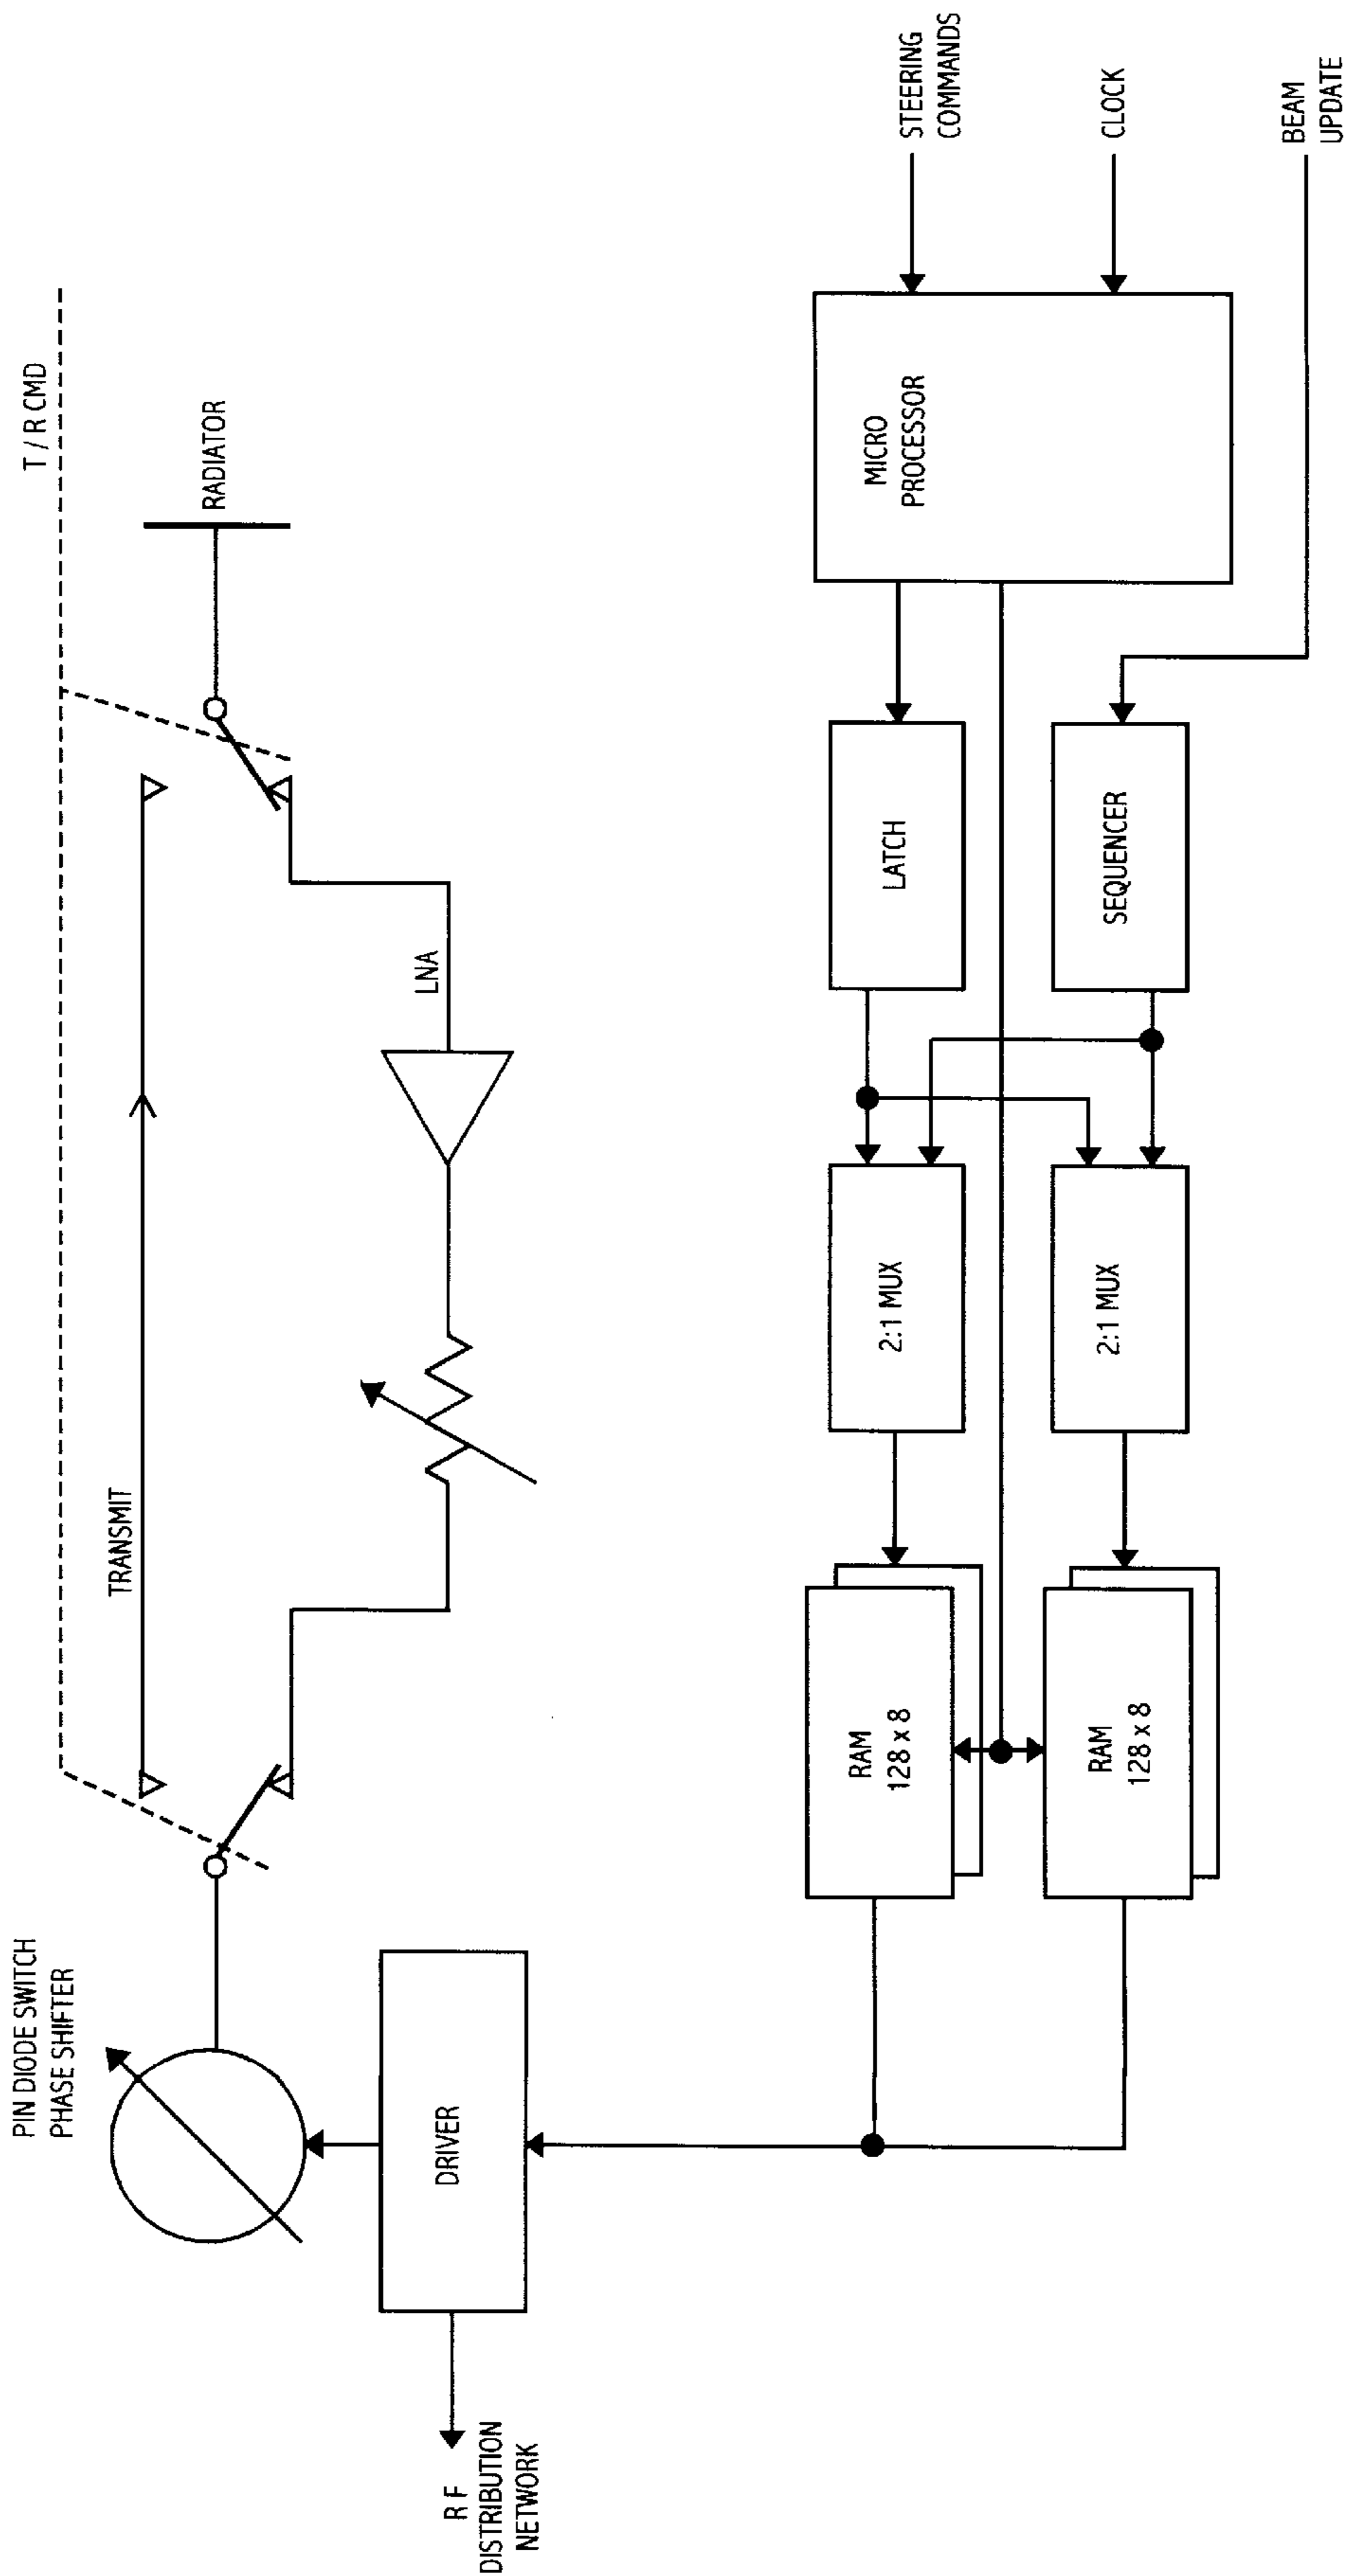 PIN DIODE SWITCH
PHASE SHIFTER
TRANSMIT
T / R CMD
RADIATOR
LNA
DRIVER
R F
DISTRIBUTION
NETWORK
RAM
128 x 8
2:1 MUX
LATCH
MICRO
PROCESSOR
STEERING
COMMANDS
CLOCK
RAM
128 x 8
2:1 MUX
SEQUENCER
BEAM
UPDATE